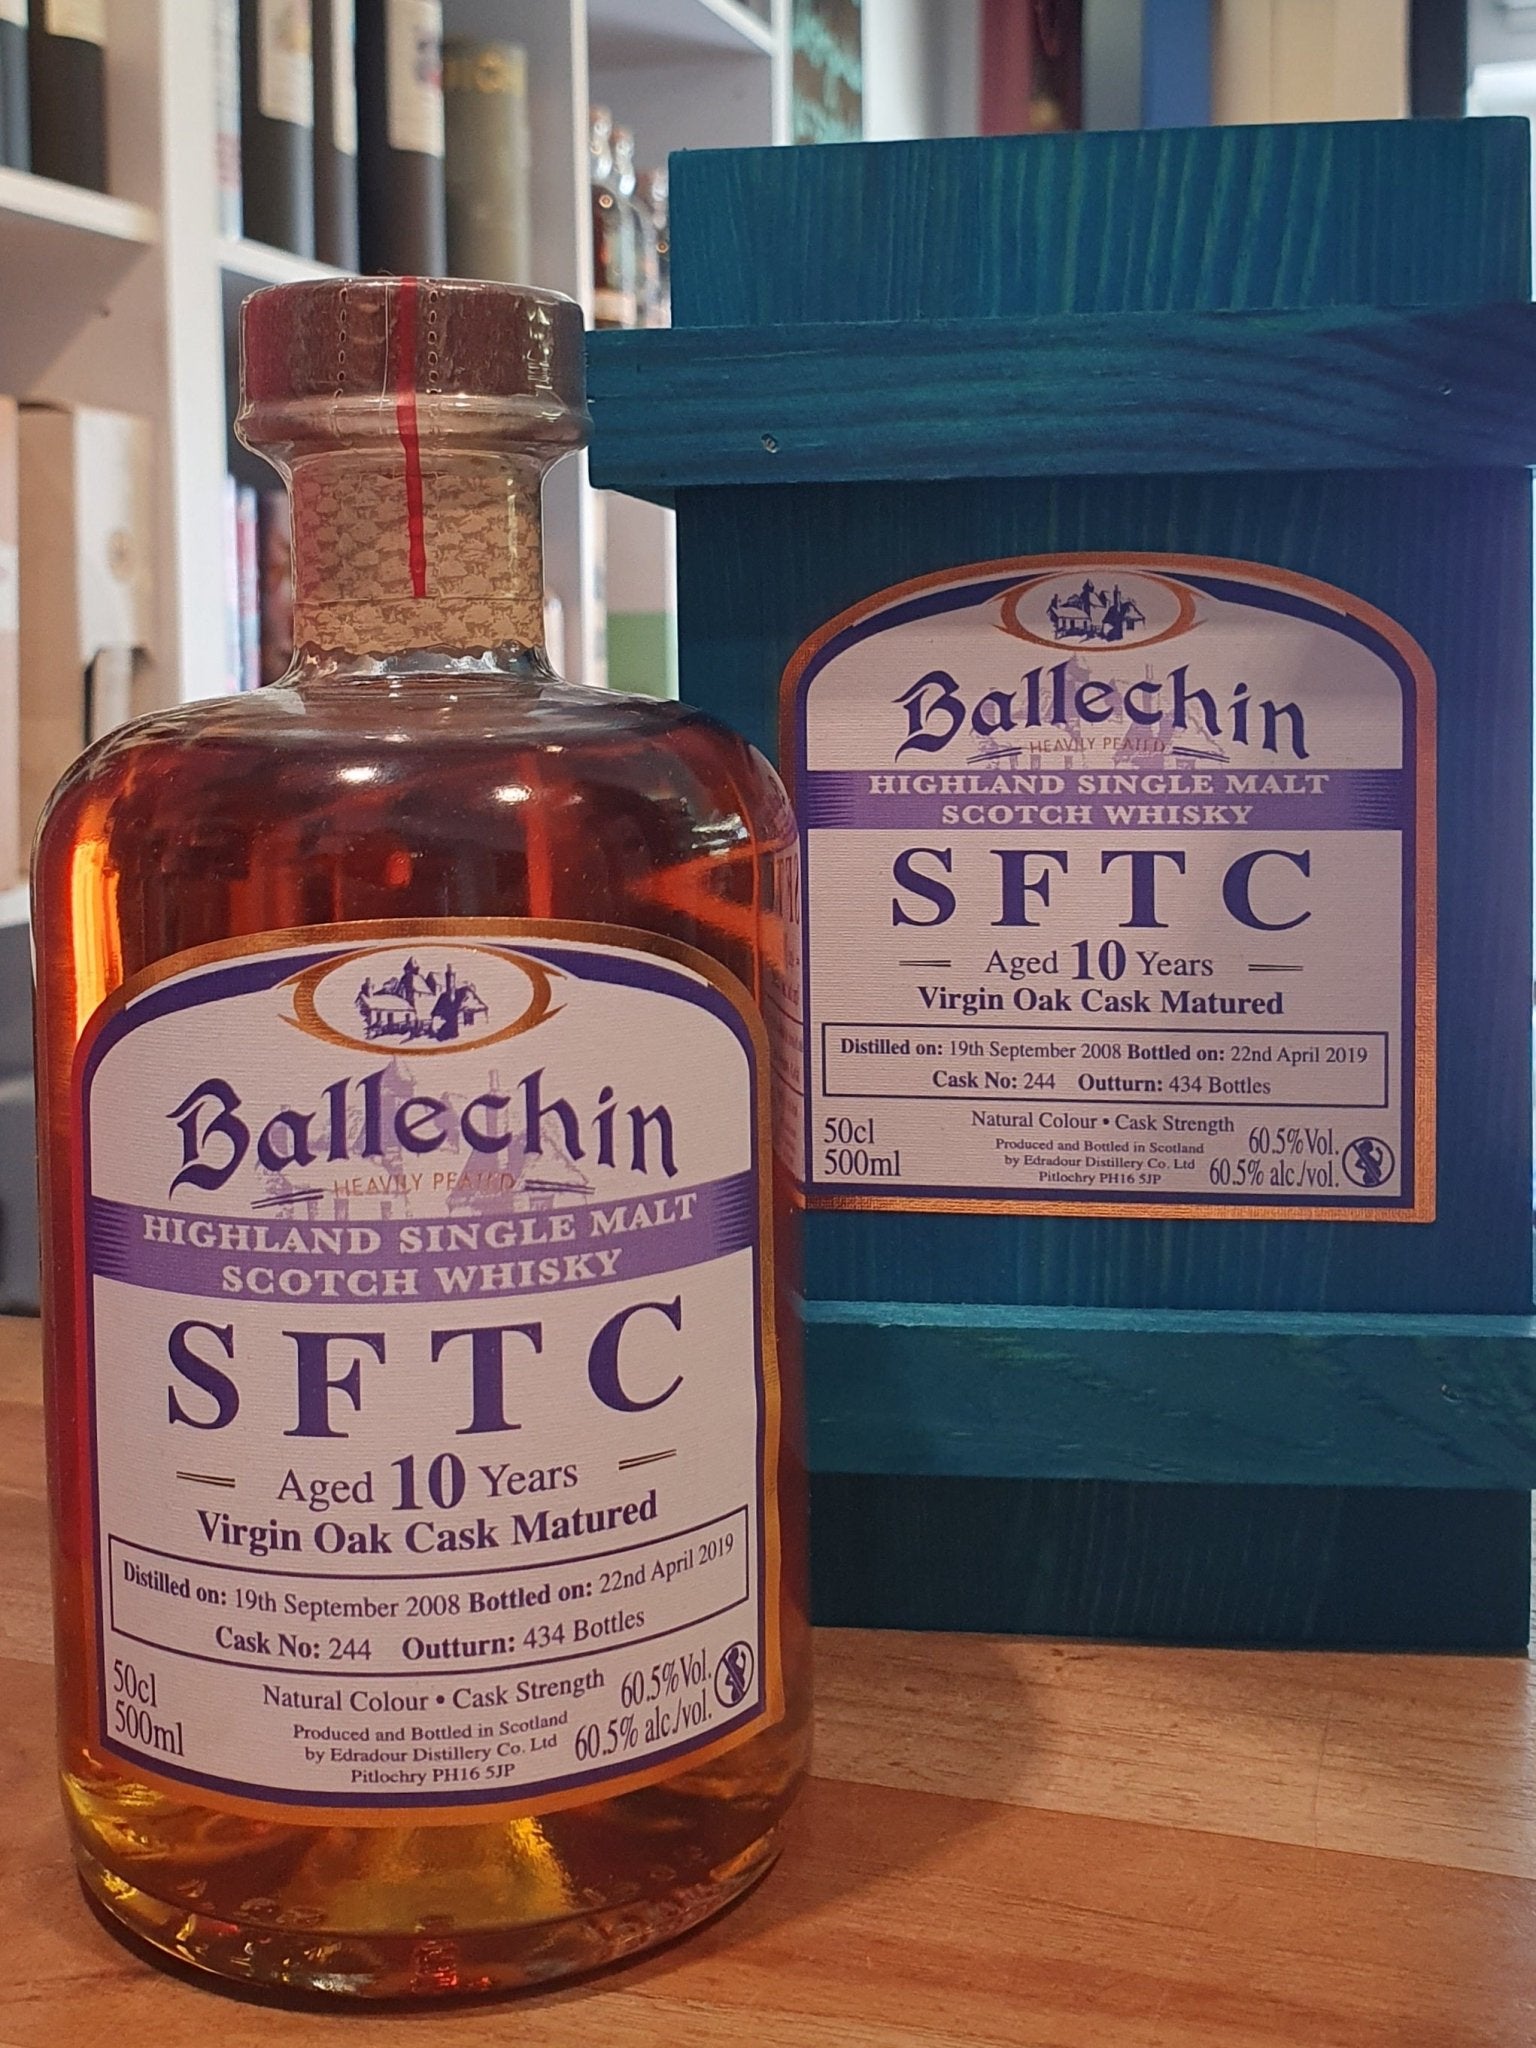 Ballechin
HEAVILY PEATED
HIGHLAND SINGLE MALT
SCOTCH WHISKY
SFTC
Aged 10 Years
Virgin Oak Cask Matured
Distilled on: 19th September 2008 Bottled on: 22nd April 2019
Cask No: 244 Outturn: 434 Bottles
50cl
500ml
Natural Colour • Cask Strength
Produced and Bottled in Scotland
by Edradour Distillery Co. Ltd
Pitlochry PH16 5JP
60.5%Vol.
60.5% alc./vol.
Ballechin
HEAVILY PEATED
HIGHLAND SINGLE MALT
SCOTCH WHISKY
SFTC
Aged 10 Years
Virgin Oak Cask Matured
Distilled on: 19th September 2008 Bottled on: 22nd April 2019
Cask No: 244 Outturn: 434 Bottles
50cl
500ml
Natural Colour • Cask Strength
Produced and Bottled in Scotland
by Edradour Distillery Co. Ltd
Pitlochry PH16 5JP
60.5%Vol.
60.5% alc./vol.